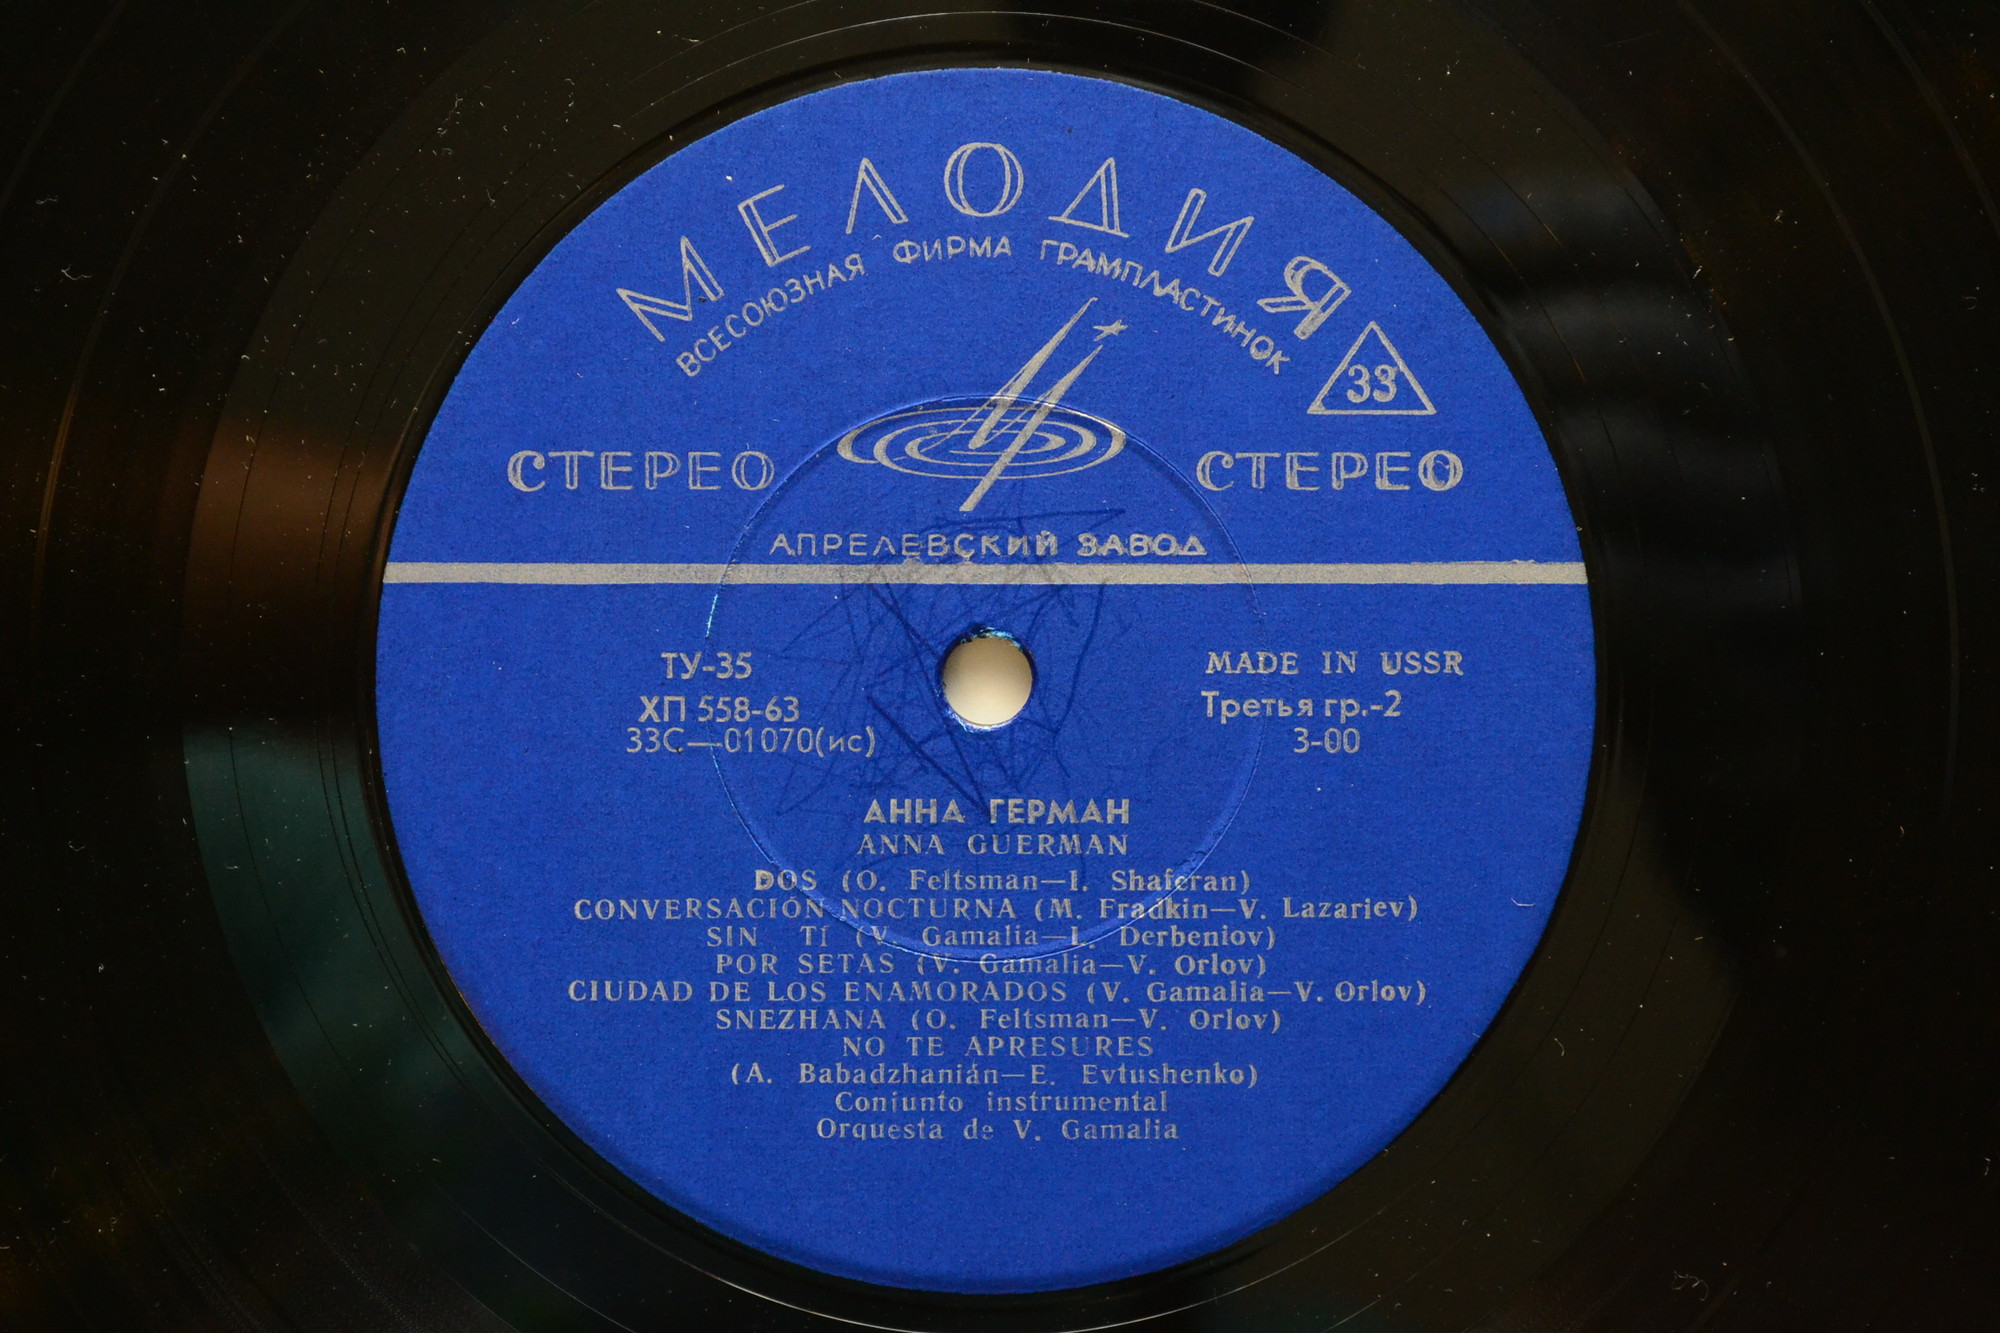 МЕЛОДИЯ
ВСЕСОЮЗНАЯ ФИРМА ГРАМПЛАСТИНОК
33
СТЕРЕО СТЕРЕО
АПРЕЛЕВСКИЙ ЗАВОД
ТУ-35
ХП 558-63
33С—01070(ис)
MADE IN USSR
Третья гр.-2
3-00
АННА ГЕРМАН
ANNA GUERMAN
DOS (O. Feltsman—I. Shaferan)
CONVERSACIÓN NOCTURNA (M. Fradkin—V. Lazariev)
SIN TÍ (V. Gamalia—L. Derbeniov)
POR SETAS (V. Gamalia—V. Orlov)
CIUDAD DE LOS ENAMORADOS (V. Gamalia—V. Orlov)
SNEZHANA (O. Feltsman—V. Orlov)
NO TE APRESURES
(A. Babadzhanián—E. Evtushenko)
Conjunto instrumental
Orquesta de V. Gamalia